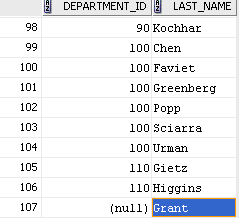 DEPARTMENT_ID LAST_NAME
98 90 Kochhar
99 100 Chen
100 100 Faviet
101 100 Greenberg
102 100 Popp
103 100 Sciarra
104 100 Urman
105 110 Gietz
106 110 Higgins
107 (null) Grant